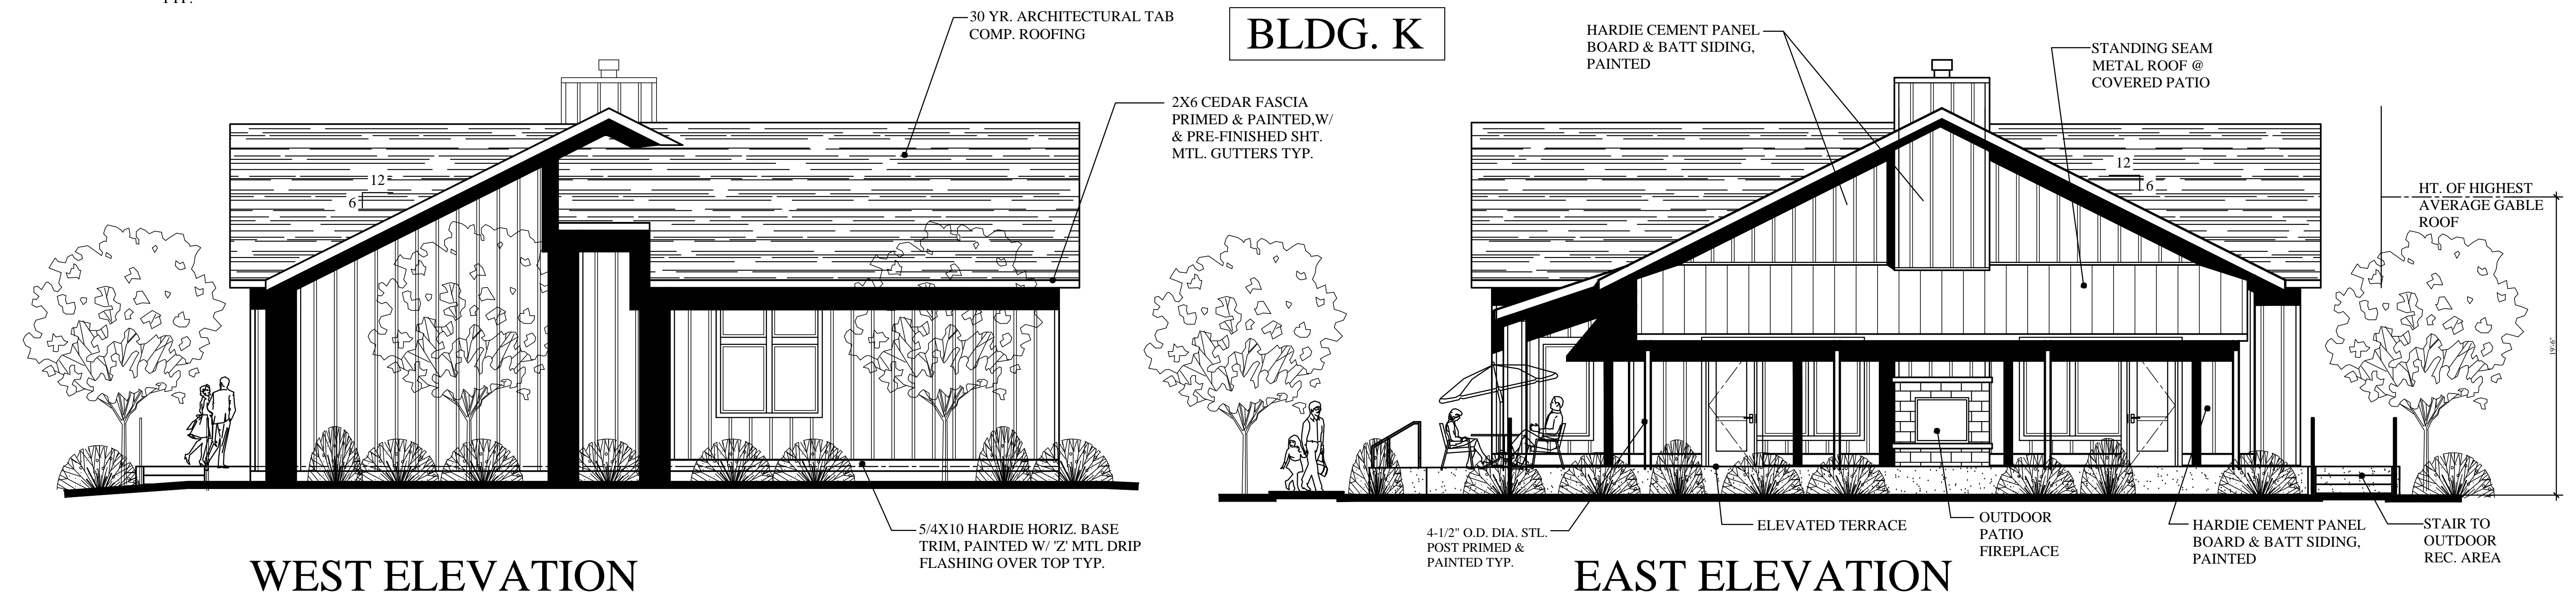 BLDG. K
30 YR. ARCHITECTURAL TAB
COMP. ROOFING
2X6 CEDAR FASCIA
PRIMED & PAINTED,W/
& PRE-FINISHED SHT.
MTL. GUTTERS TYP.
12
6
5/4X10 HARDIE HORIZ. BASE
TRIM, PAINTED W/ 'Z' MTL DRIP
FLASHING OVER TOP TYP.
WEST ELEVATION
HARDIE CEMENT PANEL
BOARD & BATT SIDING,
PAINTED
STANDING SEAM
METAL ROOF @
COVERED PATIO
12
6
HT. OF HIGHEST
AVERAGE GABLE
ROOF
19'-6"
4-1/2" O.D. DIA. STL.
POST PRIMED &
PAINTED TYP.
ELEVATED TERRACE
OUTDOOR
PATIO
FIREPLACE
HARDIE CEMENT PANEL
BOARD & BATT SIDING,
PAINTED
STAIR TO
OUTDOOR
REC. AREA
EAST ELEVATION